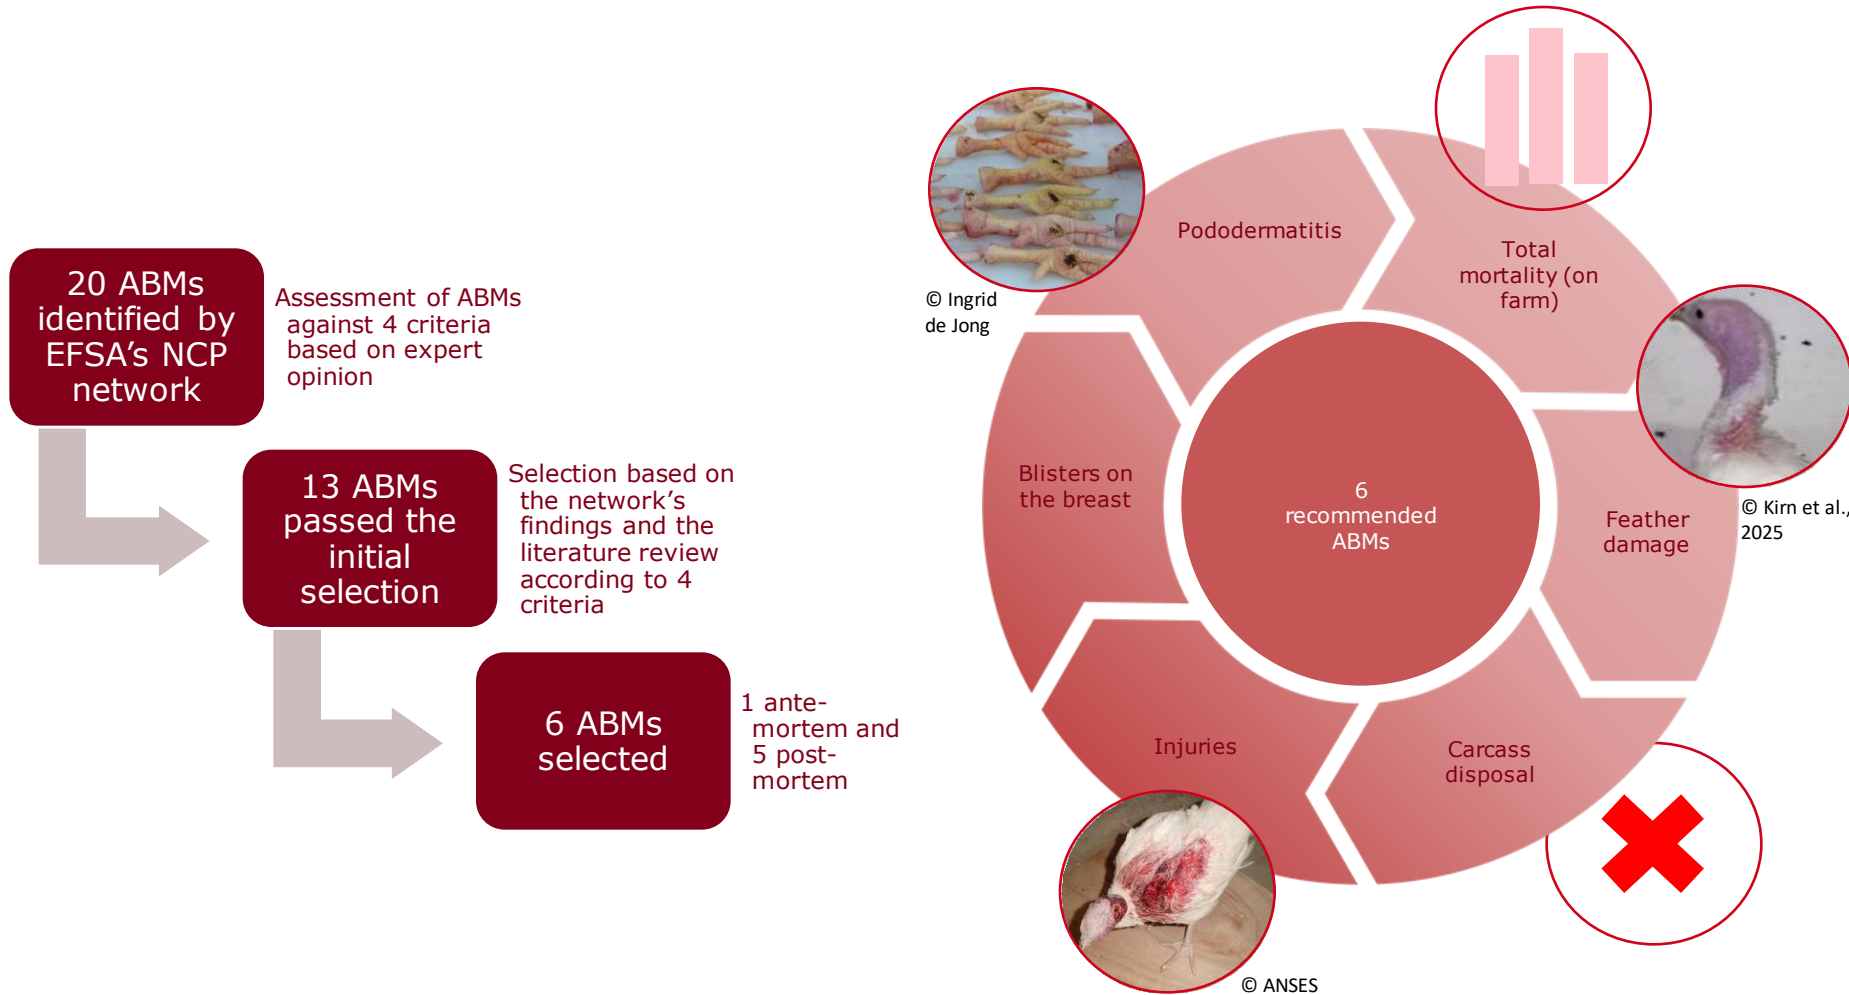 20 ABMs
identified by
EFSA’s NCP
network
Assessment of ABMs
against 4 criteria
based on expert
opinion
13 ABMs
passed the
initial
selection
Selection based on
the network’s
findings and the
literature review
according to 4
criteria
6 ABMs
selected
1 ante-
mortem and
5 post-
mortem
6
recommended
ABMs
Total
mortality (on
farm)
Feather
damage
© Kirn et al.,
2025
Carcass
disposal
Injuries
© ANSES
Blisters on
the breast
Pododermatitis
© Ingrid
de Jong